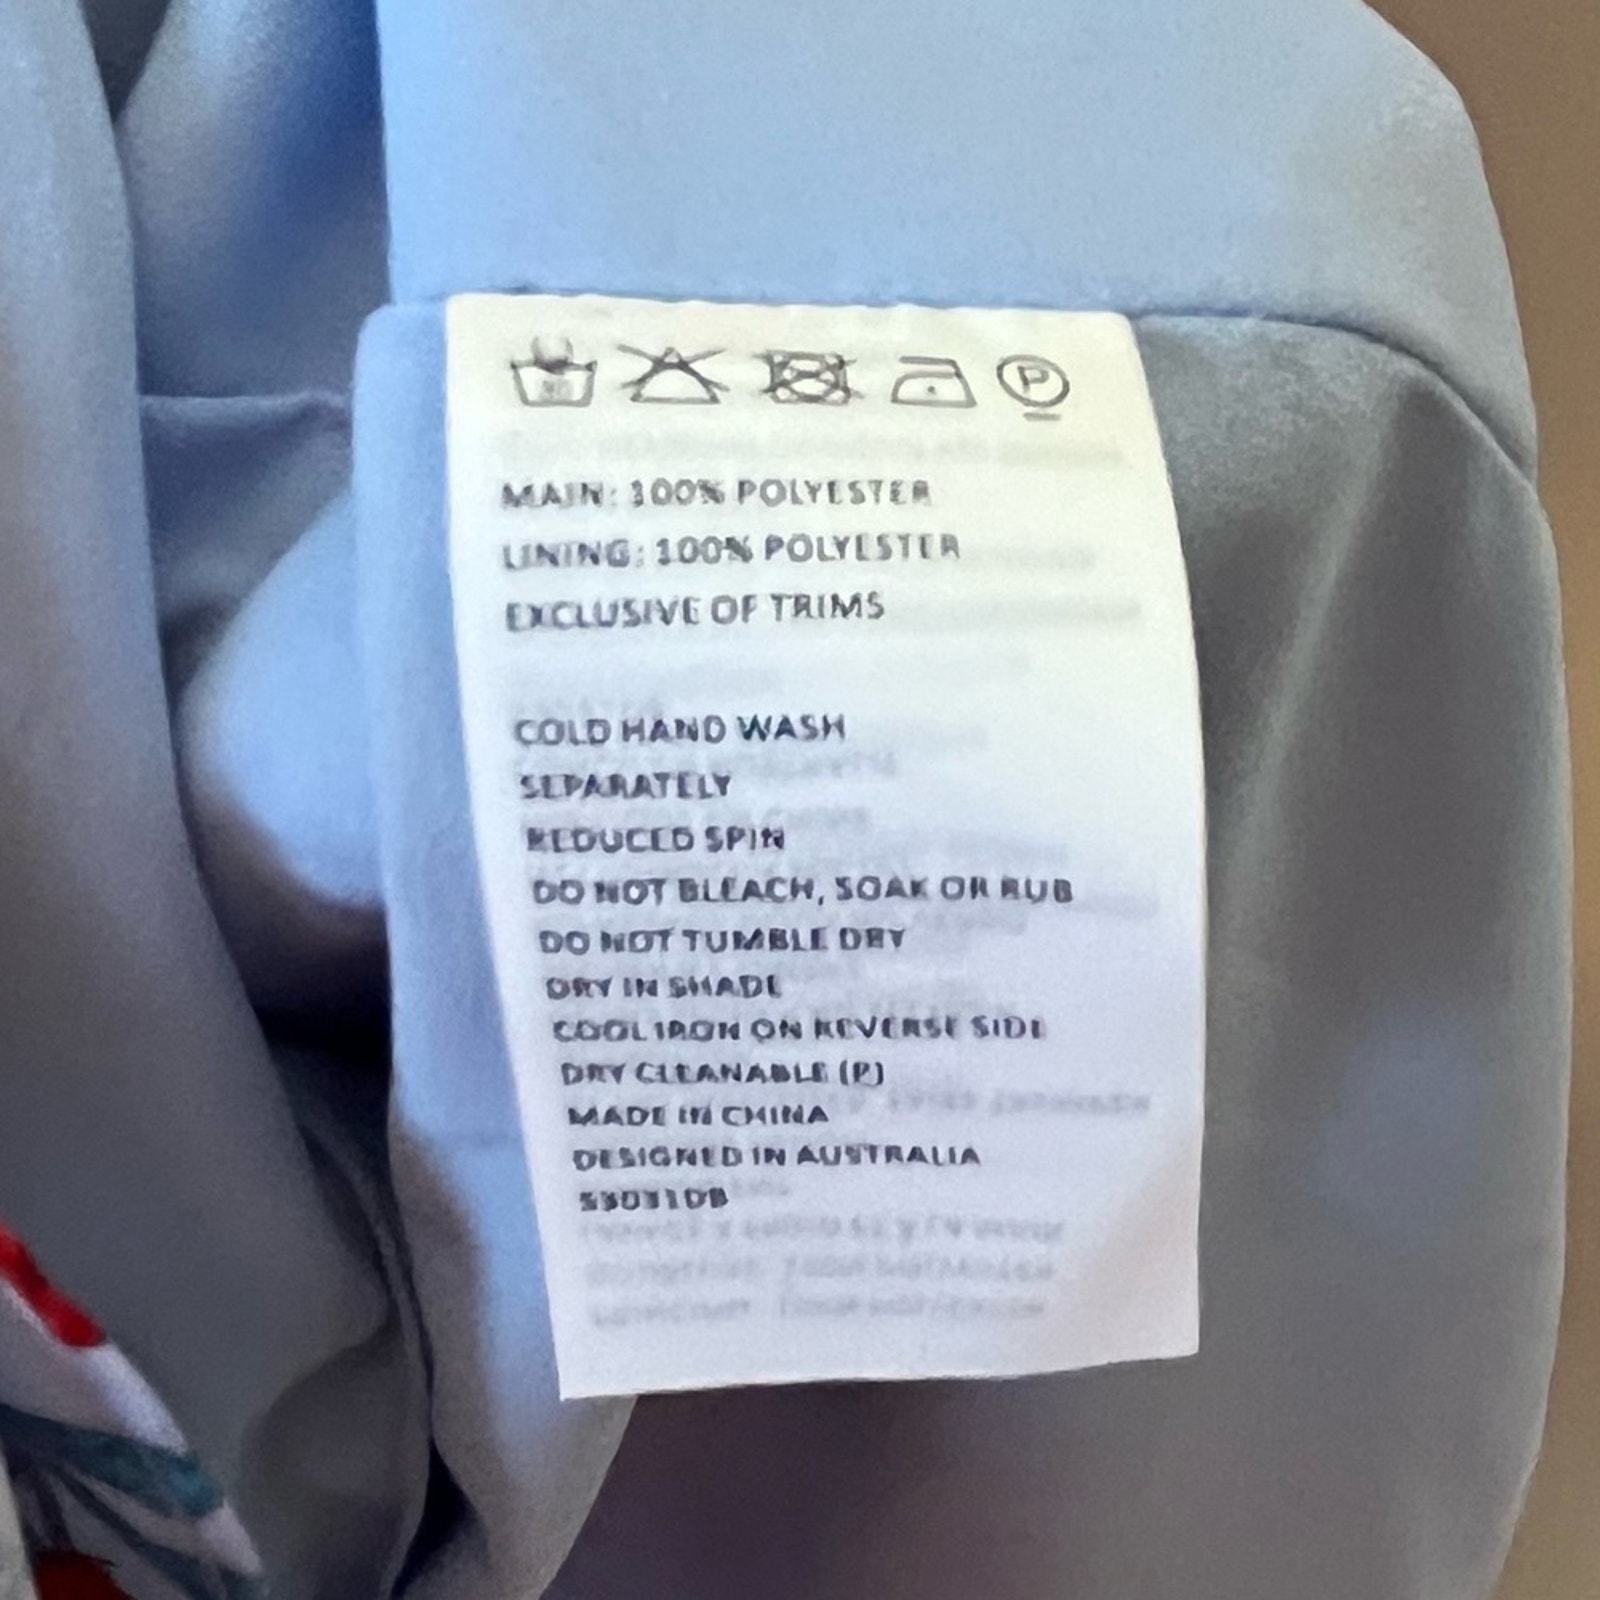 P
MAIN: 100% POLYESTER
LINING: 100% POLYESTER
EXCLUSIVE OF TRIMS
COLD HAND WASH
SEPARATELY
REDUCED SPIN
DO NOT BLEACH, SOAK OR RUB
DO NOT TUMBLE DRY
DRY IN SHADE
COOL IRON ON REVERSE SIDE
DRY CLEANABLE (P)
MADE IN CHINA
DESIGNED IN AUSTRALIA